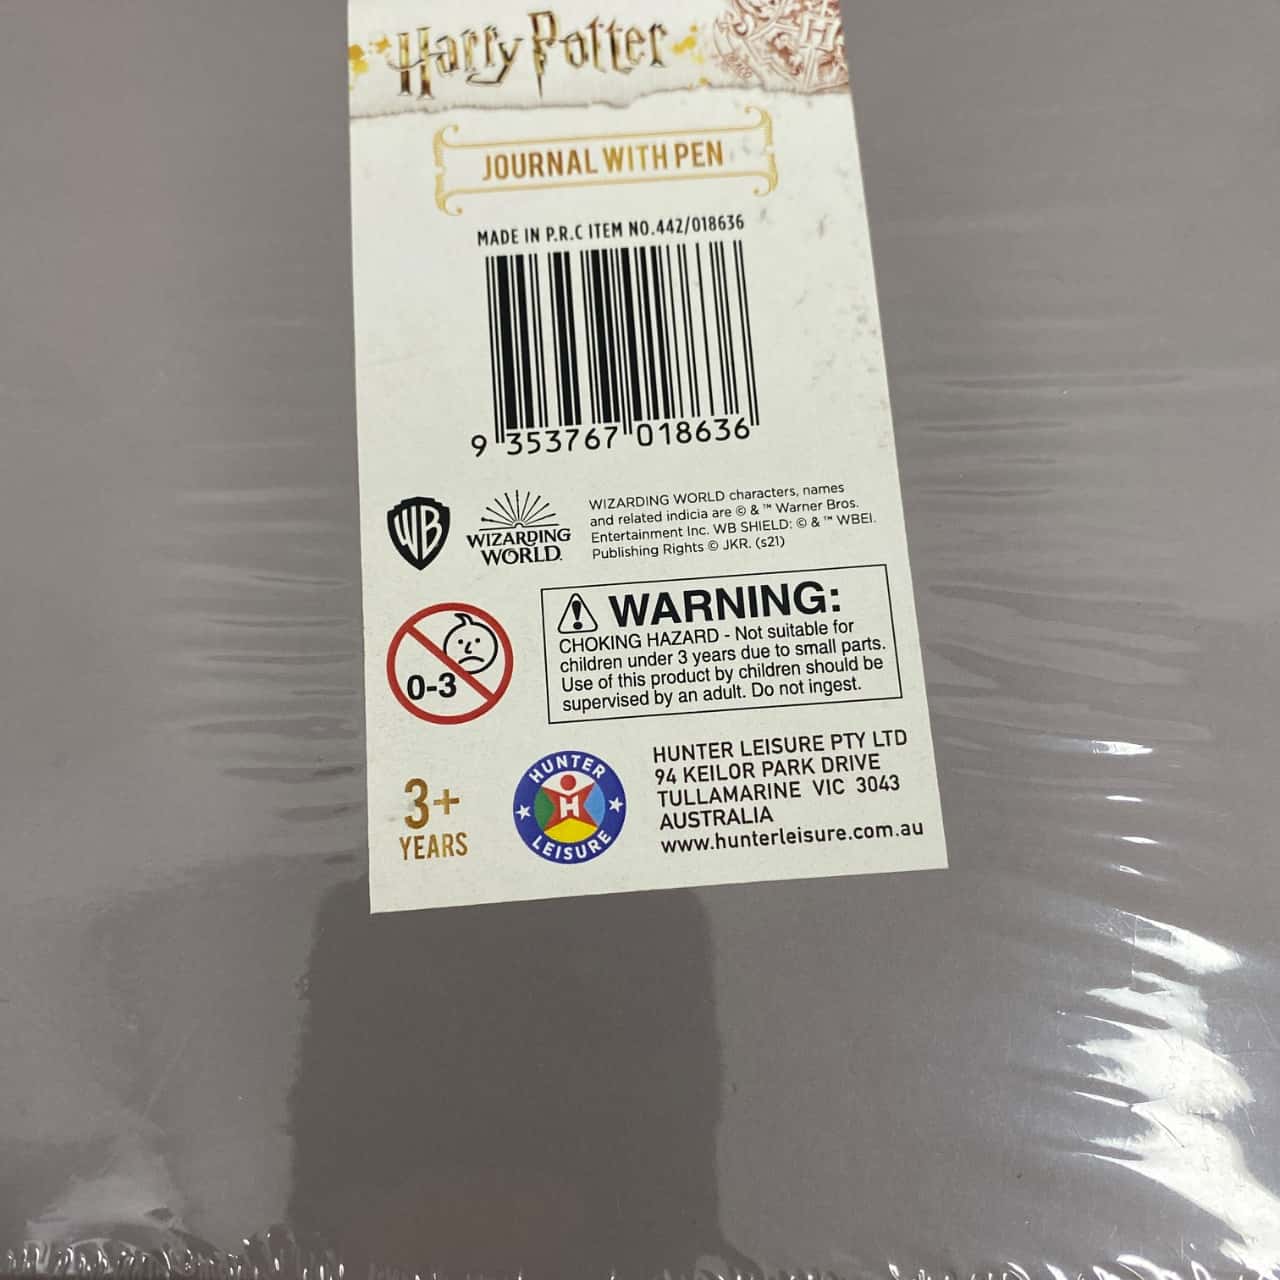 Harry Potter
JOURNAL WITH PEN
MADE IN P.R.C ITEM NO.442/018636
9 353767 018636
WB
WIZARDING
WORLD
WIZARDING WORLD characters, names
and related indicia are © & ™ Warner Bros.
Entertainment Inc. WB SHIELD: © & ™ WBEI.
Publishing Rights © JKR. (s21)
0-3
WARNING:
CHOKING HAZARD - Not suitable for
children under 3 years due to small parts.
Use of this product by children should be
supervised by an adult. Do not ingest.
3+
YEARS
HUNTER
H
LEISURE
HUNTER LEISURE PTY LTD
94 KEILOR PARK DRIVE
TULLAMARINE VIC 3043
AUSTRALIA
www.hunterleisure.com.au